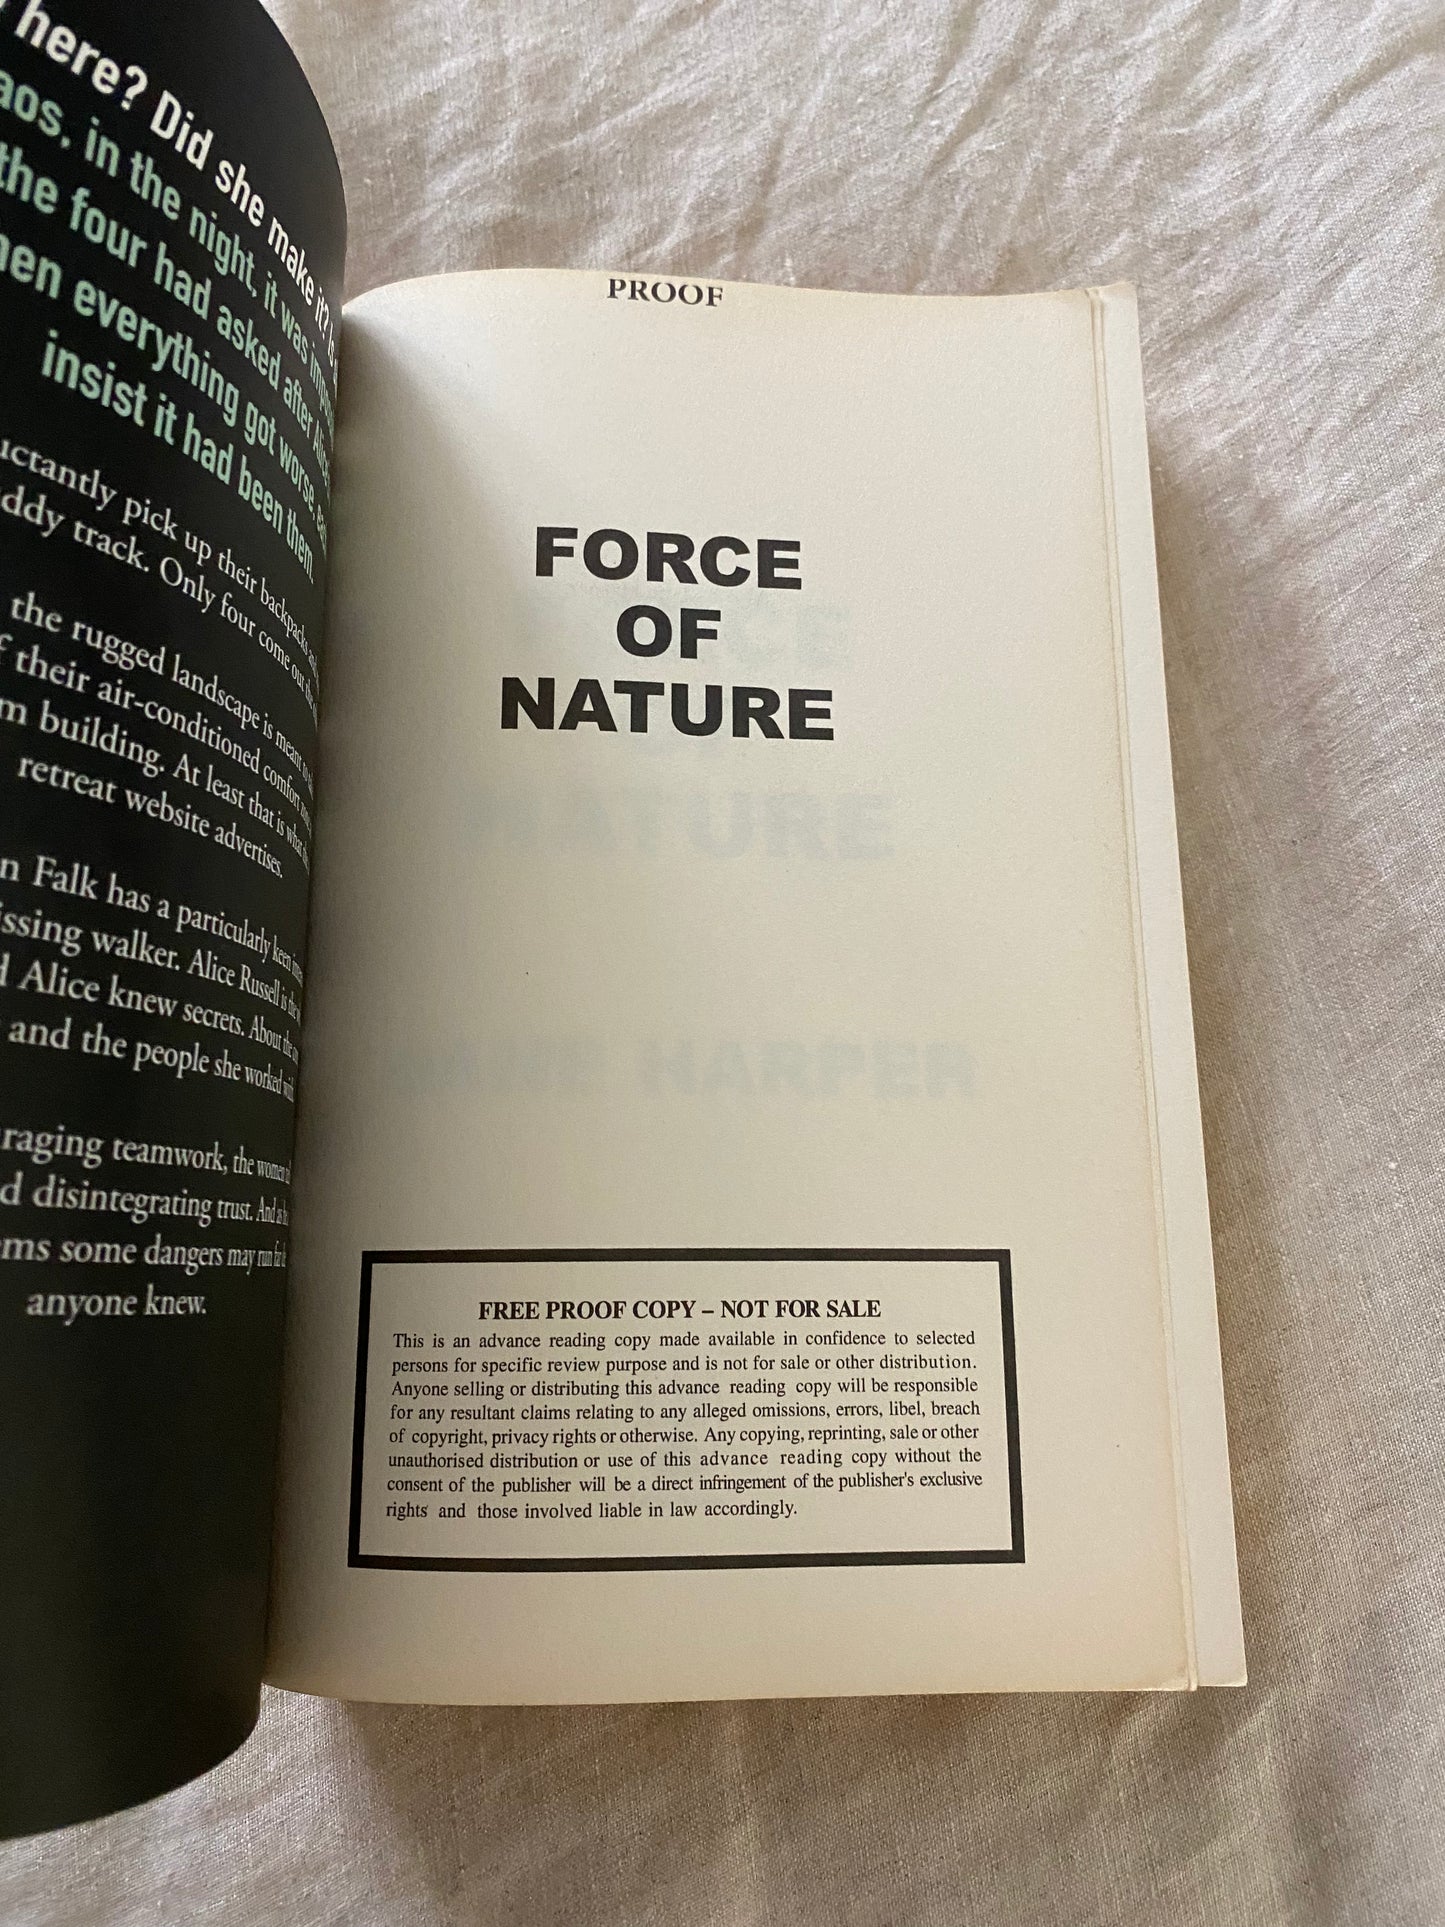 here? Did she make it?
in the night, it was
the four had asked after
everything got worse,
insist it had been them.
pick up their backpacks
track. Only four come out the
the rugged landscape is meant to
their air-conditioned comfort
building. At least that is what
retreat website advertises.
Falk has a particularly keen
walker. Alice Russell is the
Alice knew secrets. About the
and the people she worked with
teamwork, the women
disintegrating trust. And as
some dangers may run far
anyone knew.
PROOF
FORCE
OF
NATURE
NATURE
HARPER
FREE PROOF COPY – NOT FOR SALE
This is an advance reading copy made available in confidence to selected
persons for specific review purpose and is not for sale or other distribution.
Anyone selling or distributing this advance reading copy will be responsible
for any resultant claims relating to any alleged omissions, errors, libel, breach
of copyright, privacy rights or otherwise. Any copying, reprinting, sale or other
unauthorised distribution or use of this advance reading copy without the
consent of the publisher will be a direct infringement of the publisher's exclusive
rights and those involved liable in law accordingly.